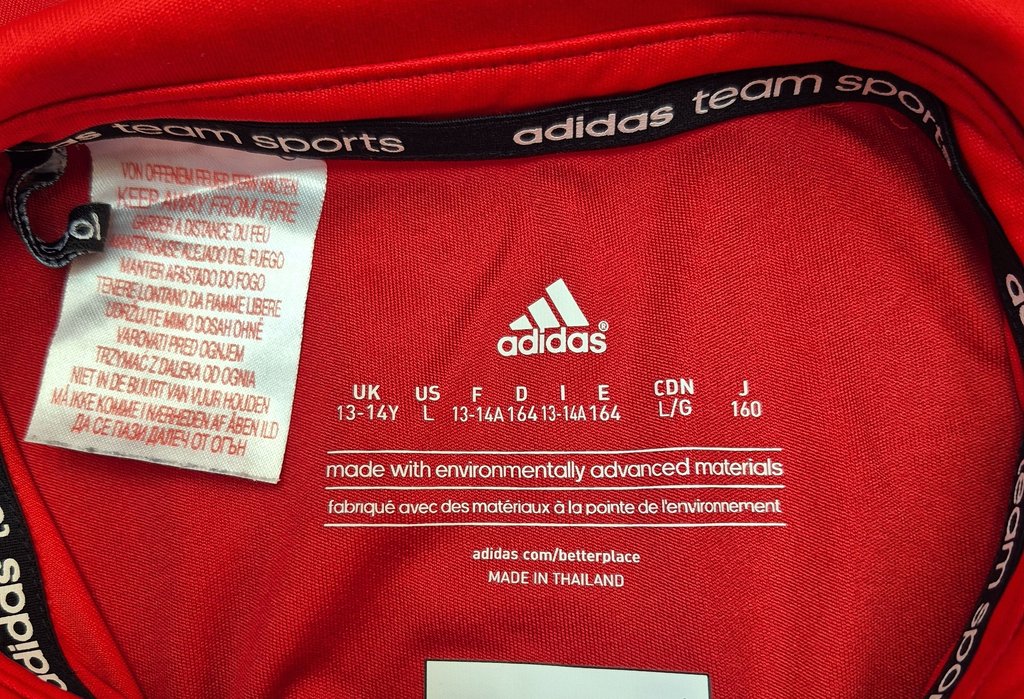 team sports adidas team sports
VON OFFENEM FEUER FERN HALTEN
KEEP AWAY FROM FIRE
GARDER A DISTANCE DU FEU
MANTENGASE ALEJADO DEL FUEGO
MANTER AFASTADO DO FOGO
TENERE LONTANO DA FIAMME LIBERE
UDRŽUJTE MIMO DOSAH OHNĚ
VAROVATI PRED OGNJEM
TRZYMAC Z DALEKA OD OGNIA
NIET IN DE BUURT VAN VUUR HOUDEN
MÅ IKKE KOMME I NÆRHEDEN AF ÅBEN ILD
ДА СЕ ПАЗИ ДАЛЕЧ ОТ ОГЪН
adidas®
UK US F D I E CDN J
13-14Y L 13-14A 164 13-14A 164 L/G 160
made with environmentally advanced materials
fabriqué avec des matériaux à la pointe de l'environnement
adidas com/betterplace
MADE IN THAILAND
adidas
team